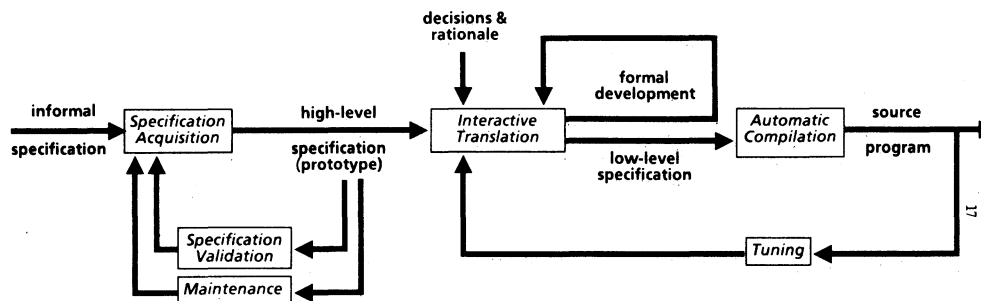 decisions &
rationale
informal
specification
Specification
Acquisition
high-level
specification
(prototype)
Interactive
Translation
formal
development
low-level
specification
Automatic
Compilation
source
program
17
Specification
Validation
Maintenance
Tuning